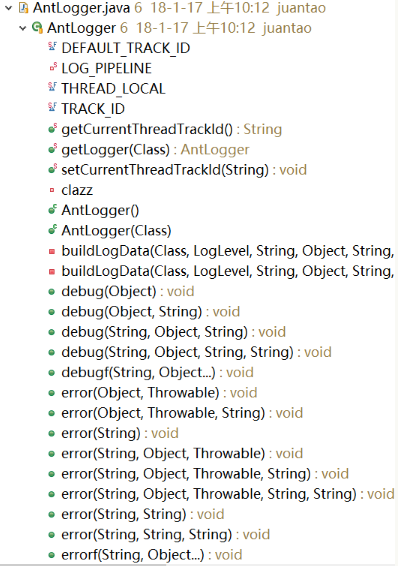 AntLogger.java 6 18-1-17 上午10:12 juantao
AntLogger 6 18-1-17 上午10:12 juantao
DEFAULT_TRACK_ID
LOG_PIPELINE
THREAD_LOCAL
TRACK_ID
getCurrentThreadTrackId() : String
getLogger(Class) : AntLogger
setCurrentThreadTrackId(String) : void
clazz
AntLogger()
AntLogger(Class)
buildLogData(Class, LogLevel, String, Object, String,
buildLogData(Class, LogLevel, String, Object, String,
debug(Object) : void
debug(Object, String) : void
debug(String, Object, String) : void
debug(String, Object, String, String) : void
debugf(String, Object...) : void
error(Object, Throwable) : void
error(Object, Throwable, String) : void
error(String) : void
error(String, Object, Throwable) : void
error(String, Object, Throwable, String) : void
error(String, Object, Throwable, String, String) : void
error(String, String) : void
error(String, String, String) : void
errorf(String, Object...) : void